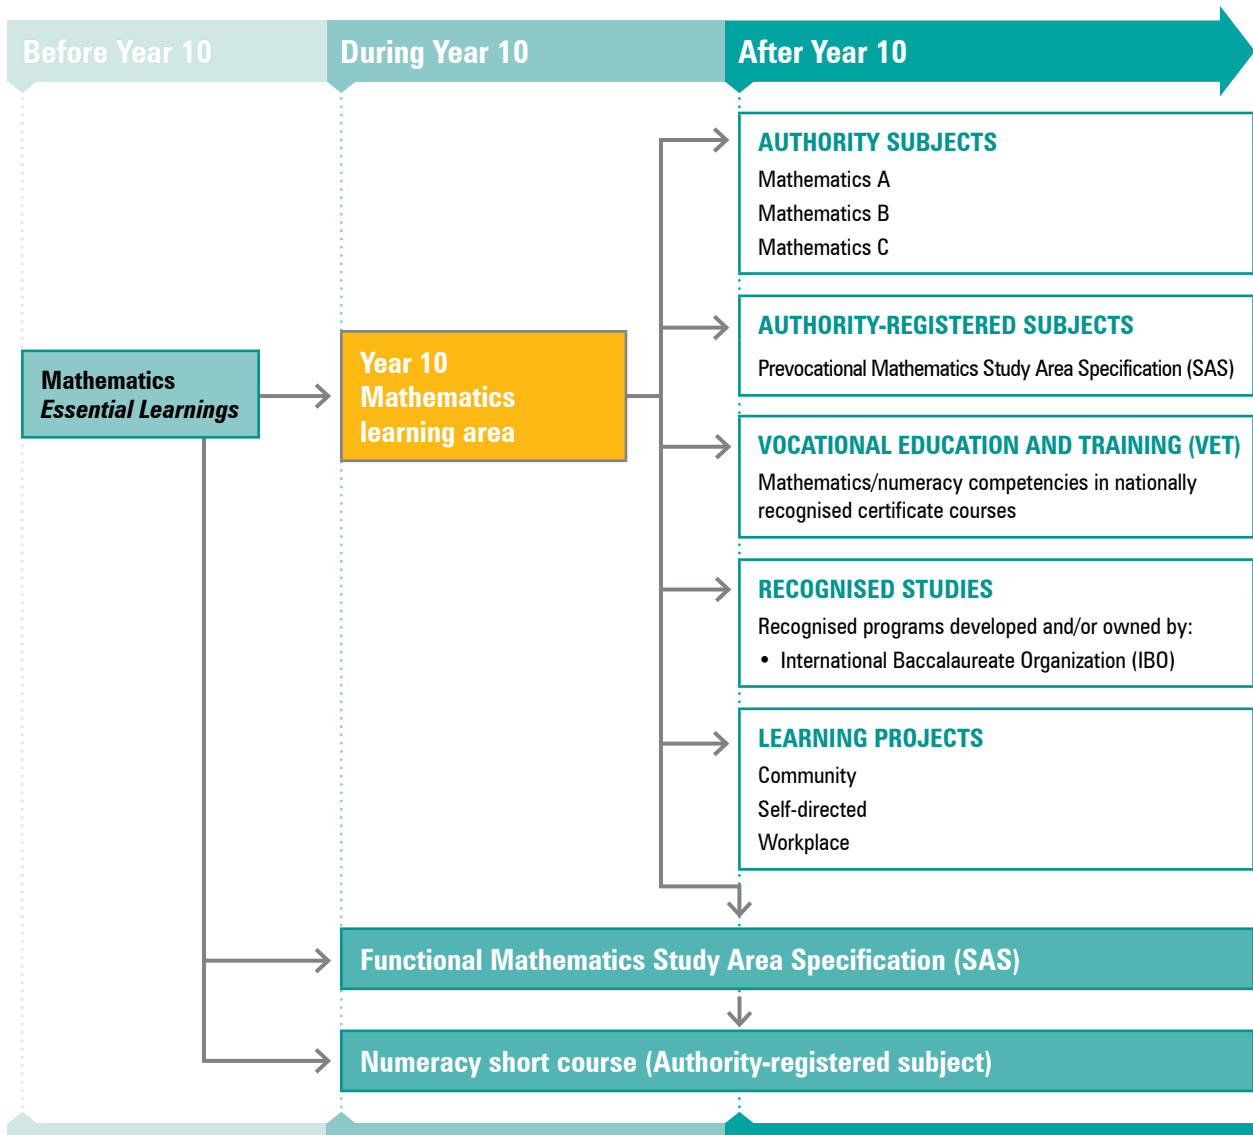 Before Year 10
During Year 10
After Year 10
AUTHORITY SUBJECTS
Mathematics A
Mathematics B
Mathematics C
AUTHORITY-REGISTERED SUBJECTS
Prevocational Mathematics Study Area Specification (SAS)
Mathematics
Essential Learnings
Year 10
Mathematics
learning area
VOCATIONAL EDUCATION AND TRAINING (VET)
Mathematics/numeracy competencies in nationally
recognised certificate courses
RECOGNISED STUDIES
Recognised programs developed and/or owned by:
• International Baccalaureate Organization (IBO)
LEARNING PROJECTS
Community
Self-directed
Workplace
Functional Mathematics Study Area Specification (SAS)
Numeracy short course (Authority-registered subject)